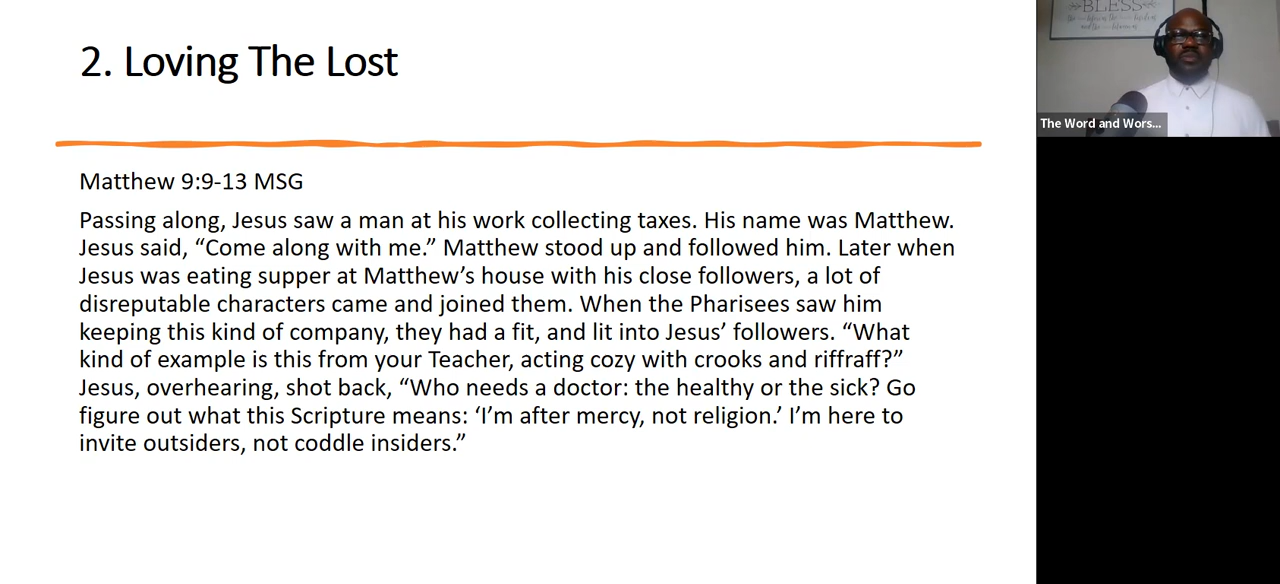 2. Loving The Lost
Matthew 9:9-13 MSG
Passing along, Jesus saw a man at his work collecting taxes. His name was Matthew.
Jesus said, “Come along with me.” Matthew stood up and followed him. Later when
Jesus was eating supper at Matthew’s house with his close followers, a lot of
disreputable characters came and joined them. When the Pharisees saw him
keeping this kind of company, they had a fit, and lit into Jesus’ followers. “What
kind of example is this from your Teacher, acting cozy with crooks and riffraff?”
Jesus, overhearing, shot back, “Who needs a doctor: the healthy or the sick? Go
figure out what this Scripture means: ‘I’m after mercy, not religion.’ I’m here to
invite outsiders, not coddle insiders.”
BLESS
The Word and Wors...